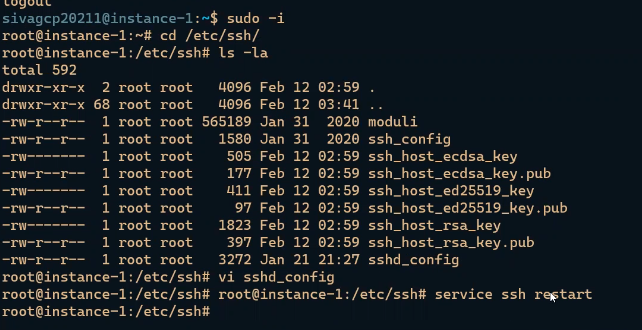 logout
sivagcp20211@instance-1:~$ sudo -i
root@instance-1:~# cd /etc/ssh/
root@instance-1:/etc/ssh# ls -la
total 592
drwxr-xr-x  2 root root   4096 Feb 12 02:59 .
drwxr-xr-x 68 root root   4096 Feb 12 03:41 ..
-rw-r--r--  1 root root 565189 Jan 31  2020 moduli
-rw-r--r--  1 root root   1580 Jan 31  2020 ssh_config
-rw-------  1 root root    505 Feb 12 02:59 ssh_host_ecdsa_key
-rw-r--r--  1 root root    177 Feb 12 02:59 ssh_host_ecdsa_key.pub
-rw-------  1 root root    411 Feb 12 02:59 ssh_host_ed25519_key
-rw-r--r--  1 root root     97 Feb 12 02:59 ssh_host_ed25519_key.pub
-rw-------  1 root root   1823 Feb 12 02:59 ssh_host_rsa_key
-rw-r--r--  1 root root    397 Feb 12 02:59 ssh_host_rsa_key.pub
-rw-r--r--  1 root root   3272 Jan 21 21:27 sshd_config
root@instance-1:/etc/ssh# vi sshd_config
root@instance-1:/etc/ssh# root@instance-1:/etc/ssh# service ssh restart
root@instance-1:/etc/ssh#